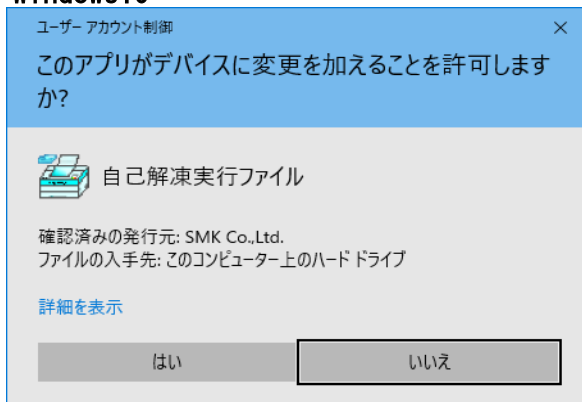 Windows10
ユーザー アカウント制御
このアプリがデバイスに変更を加えることを許可します
か?
自己解凍実行ファイル
確認済みの発行元: SMK Co.,Ltd.
ファイルの入手先: このコンピューター上のハード ドライブ
詳細を表示
はい
いいえ